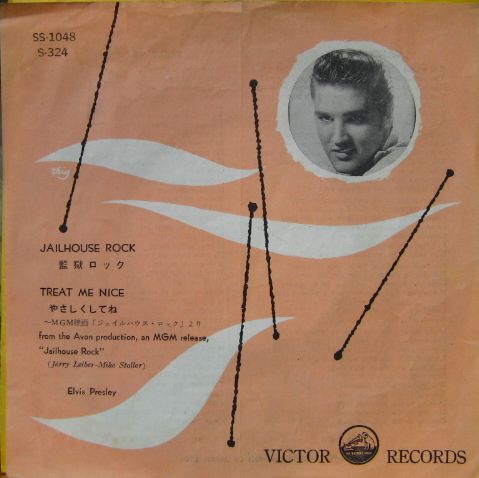 SS-1048
S-324
JAILHOUSE ROCK
監獄ロック
TREAT ME NICE
やさしくしてね
～MGM映画「ジェイルハウス・ロック」より
from the Avon production, an MGM release,
"Jailhouse Rock"
(Jerry Leiber-Mike Stoller)
Elvis Presley
VICTOR RECORDS